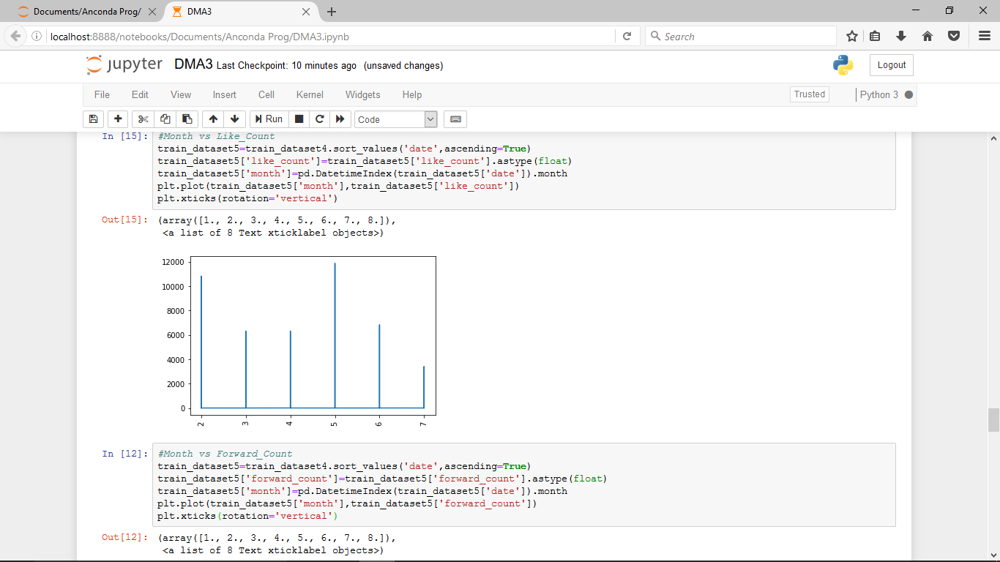 Documents/Anconda Prog/
DMA3
localhost:8888/notebooks/Documents/Anconda Prog/DMA3.ipynb
Search
jupyter DMA3 Last Checkpoint: 10 minutes ago (unsaved changes)
Logout
File Edit View Insert Cell Kernel Widgets Help
Trusted
Python 3
Run
Code
In [15]: #Month vs Like_Count
train_dataset5=train_dataset4.sort_values('date',ascending=True)
train_dataset5['like_count']=train_dataset5['like_count'].astype(float)
train_dataset5['month']=pd.DatetimeIndex(train_dataset5['date']).month
plt.plot(train_dataset5['month'],train_dataset5['like_count'])
plt.xticks(rotation='vertical')
Out[15]: (array([1., 2., 3., 4., 5., 6., 7., 8.]),
<a list of 8 Text xticklabel objects>)
12000
10000
8000
6000
4000
2000
0
2 3 4 5 6 7
In [12]: #Month vs Forward_Count
train_dataset5=train_dataset4.sort_values('date',ascending=True)
train_dataset5['forward_count']=train_dataset5['forward_count'].astype(float)
train_dataset5['month']=pd.DatetimeIndex(train_dataset5['date']).month
plt.plot(train_dataset5['month'],train_dataset5['forward_count'])
plt.xticks(rotation='vertical')
Out[12]: (array([1., 2., 3., 4., 5., 6., 7., 8.]),
<a list of 8 Text xticklabel objects>)